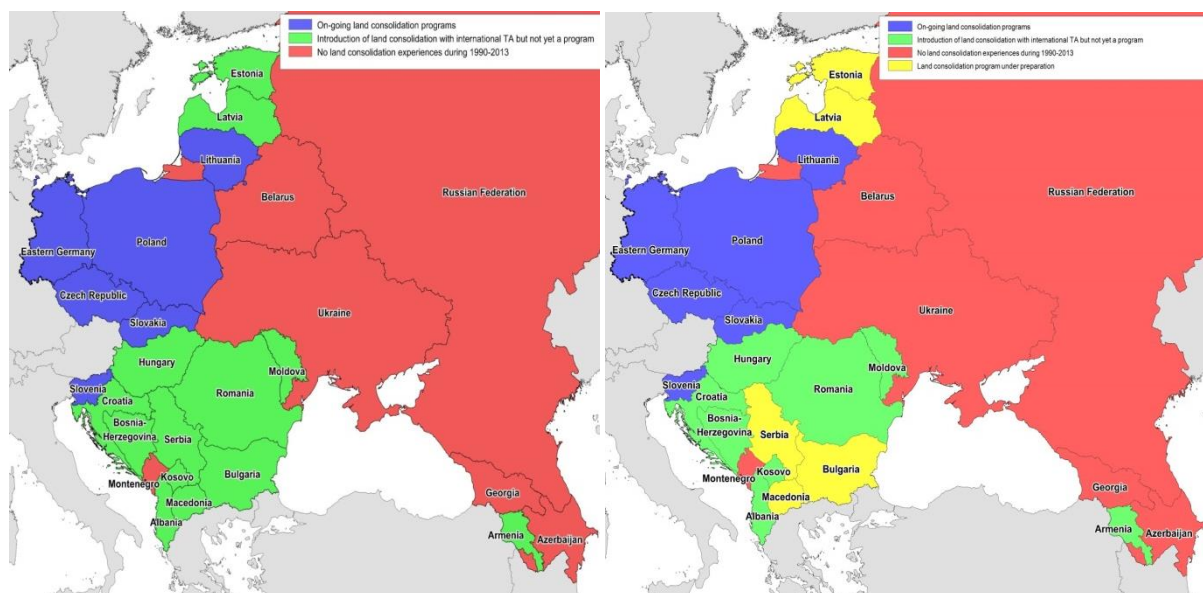 On-going land consolidation programs
Introduction of land consolidation with international TA but not yet a program
No land consolidation experiences during 1990-2013
Estonia
Latvia
Lithuania
Belarus
Russian Federation
Poland
Eastern Germany
Czech Republic
Slovakia
Ukraine
Hungary
Moldova
Slovenia
Croatia
Romania
Bosnia-
Herzegovina
Serbia
Bulgaria
Kosovo
Montenegro
Macedonia
Albania
Georgia
Armenia
Azerbaijan
On-going land consolidation programs
Introduction of land consolidation with international TA but not yet a program
No land consolidation experiences during 1990-2013
Land consolidation program under preparation
Estonia
Latvia
Lithuania
Belarus
Russian Federation
Poland
Eastern Germany
Czech Republic
Slovakia
Ukraine
Hungary
Moldova
Slovenia
Croatia
Romania
Bosnia-
Herzegovina
Serbia
Bulgaria
Kosovo
Montenegro
Macedonia
Albania
Georgia
Armenia
Azerbaijan